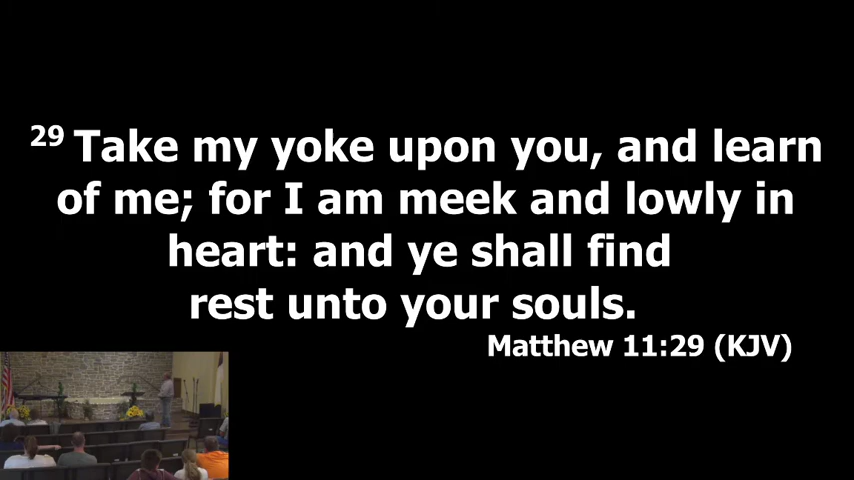 29 Take my yoke upon you, and learn
of me; for I am meek and lowly in
heart: and ye shall find
rest unto your souls.
Matthew 11:29 (KJV)